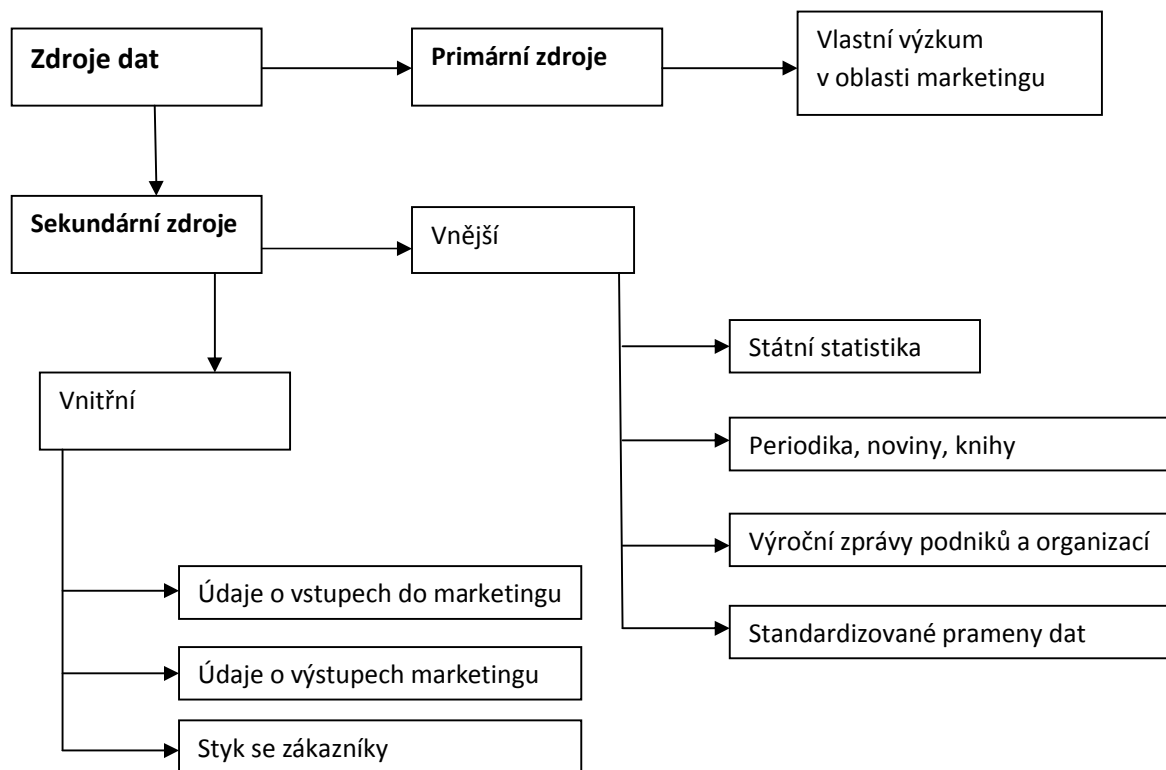 Zdroje dat
Primární zdroje
Vlastní výzkum
v oblasti marketingu
Sekundární zdroje
Vnější
Státní statistika
Vnitřní
Periodika, noviny, knihy
Výroční zprávy podniků a organizací
Údaje o vstupech do marketingu
Standardizované prameny dat
Údaje o výstupech marketingu
Styk se zákazníky